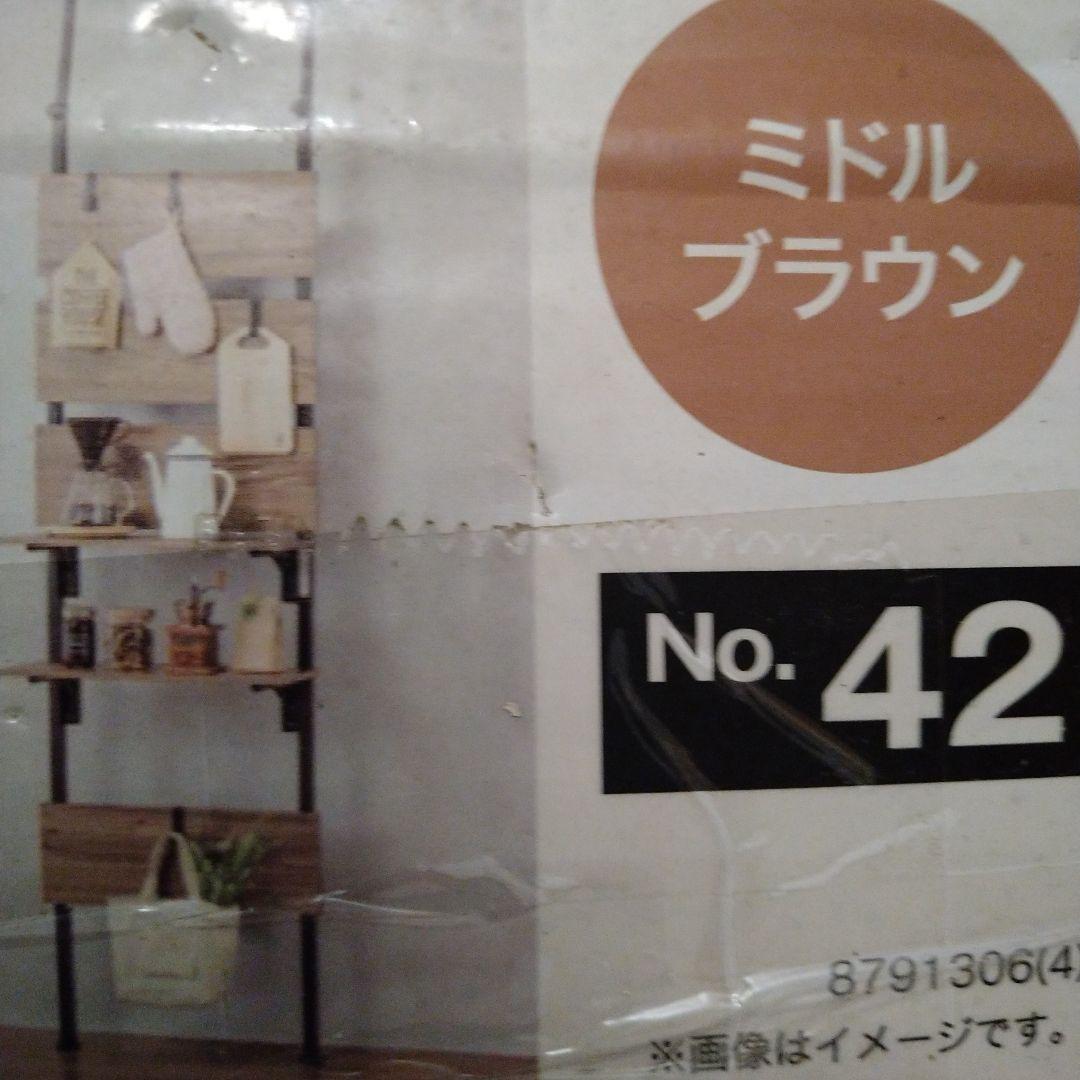 ミドル
ブラウン
No. 42
8791306(4)
※画像はイメージです。